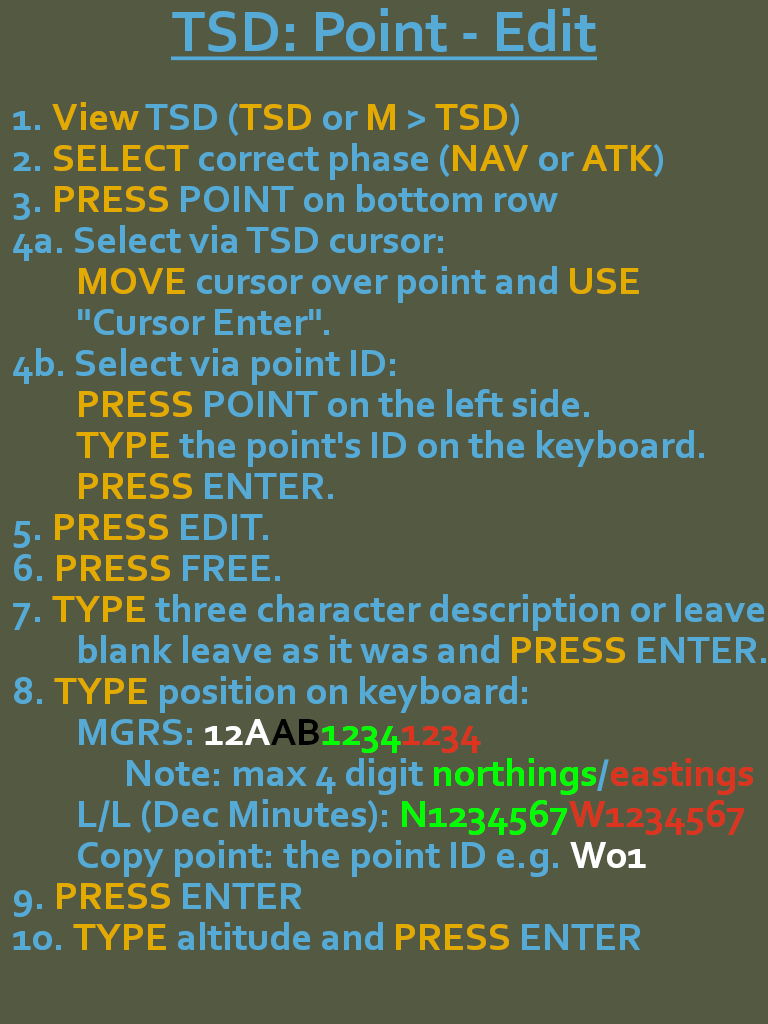 TSD: Point - Edit
1. View TSD (TSD or M > TSD)
2. SELECT correct phase (NAV or ATK)
3. PRESS POINT on bottom row
4a. Select via TSD cursor:
MOVE cursor over point and USE
"Cursor Enter".
4b. Select via point ID:
PRESS POINT on the left side.
TYPE the point's ID on the keyboard.
PRESS ENTER.
5. PRESS EDIT.
6. PRESS FREE.
7. TYPE three character description or leave
blank leave as it was and PRESS ENTER.
8. TYPE position on keyboard:
MGRS: 12AAB12341234
Note: max 4 digit northings/eastings
L/L (Dec Minutes): N1234567W1234567
Copy point: the point ID e.g. W01
9. PRESS ENTER
10. TYPE altitude and PRESS ENTER